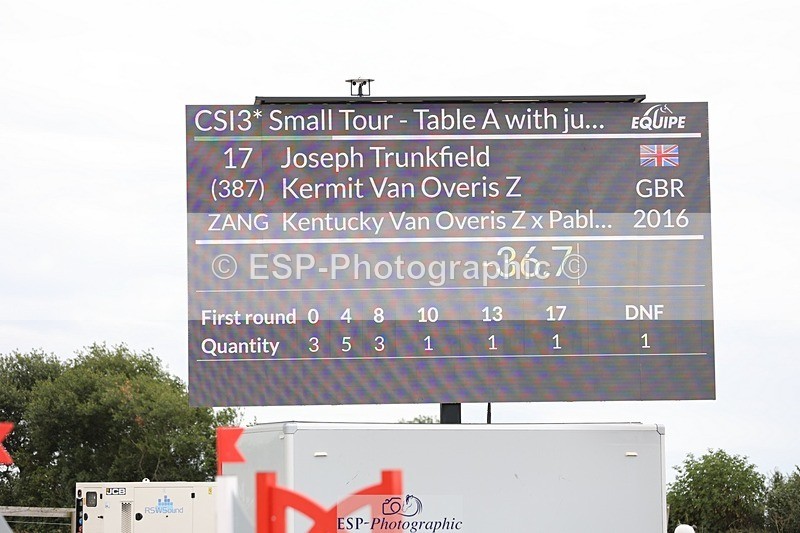 CSI3* Small Tour - Table A with ju... EQUIPE
17 Joseph Trunkfield
(387) Kermit Van Overis Z GBR
ZANG Kentucky Van Overis Z x Pabl... 2016
-36.7
© ESP-Photographic ©
First round 0 4 8 10 13 17 DNF
Quantity 3 5 3 1 1 1 1
JCB
RSWSound
ESP-Photographic